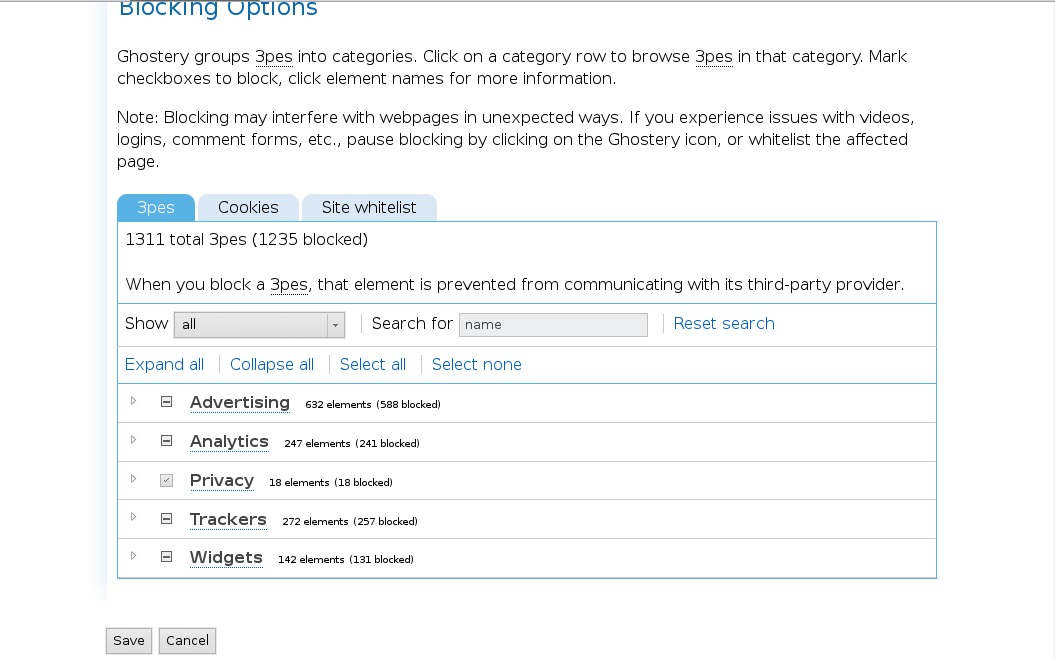 Blocking Options
Ghostery groups 3pes into categories. Click on a category row to browse 3pes in that category. Mark
checkboxes to block, click element names for more information.
Note: Blocking may interfere with webpages in unexpected ways. If you experience issues with videos,
logins, comment forms, etc., pause blocking by clicking on the Ghostery icon, or whitelist the affected
page.
3pes Cookies Site whitelist
1311 total 3pes (1235 blocked)
When you block a 3pes, that element is prevented from communicating with its third-party provider.
Show all Search for name Reset search
Expand all Collapse all Select all Select none
Advertising 632 elements (588 blocked)
Analytics 247 elements (241 blocked)
Privacy 18 elements (18 blocked)
Trackers 272 elements (257 blocked)
Widgets 142 elements (131 blocked)
Save Cancel